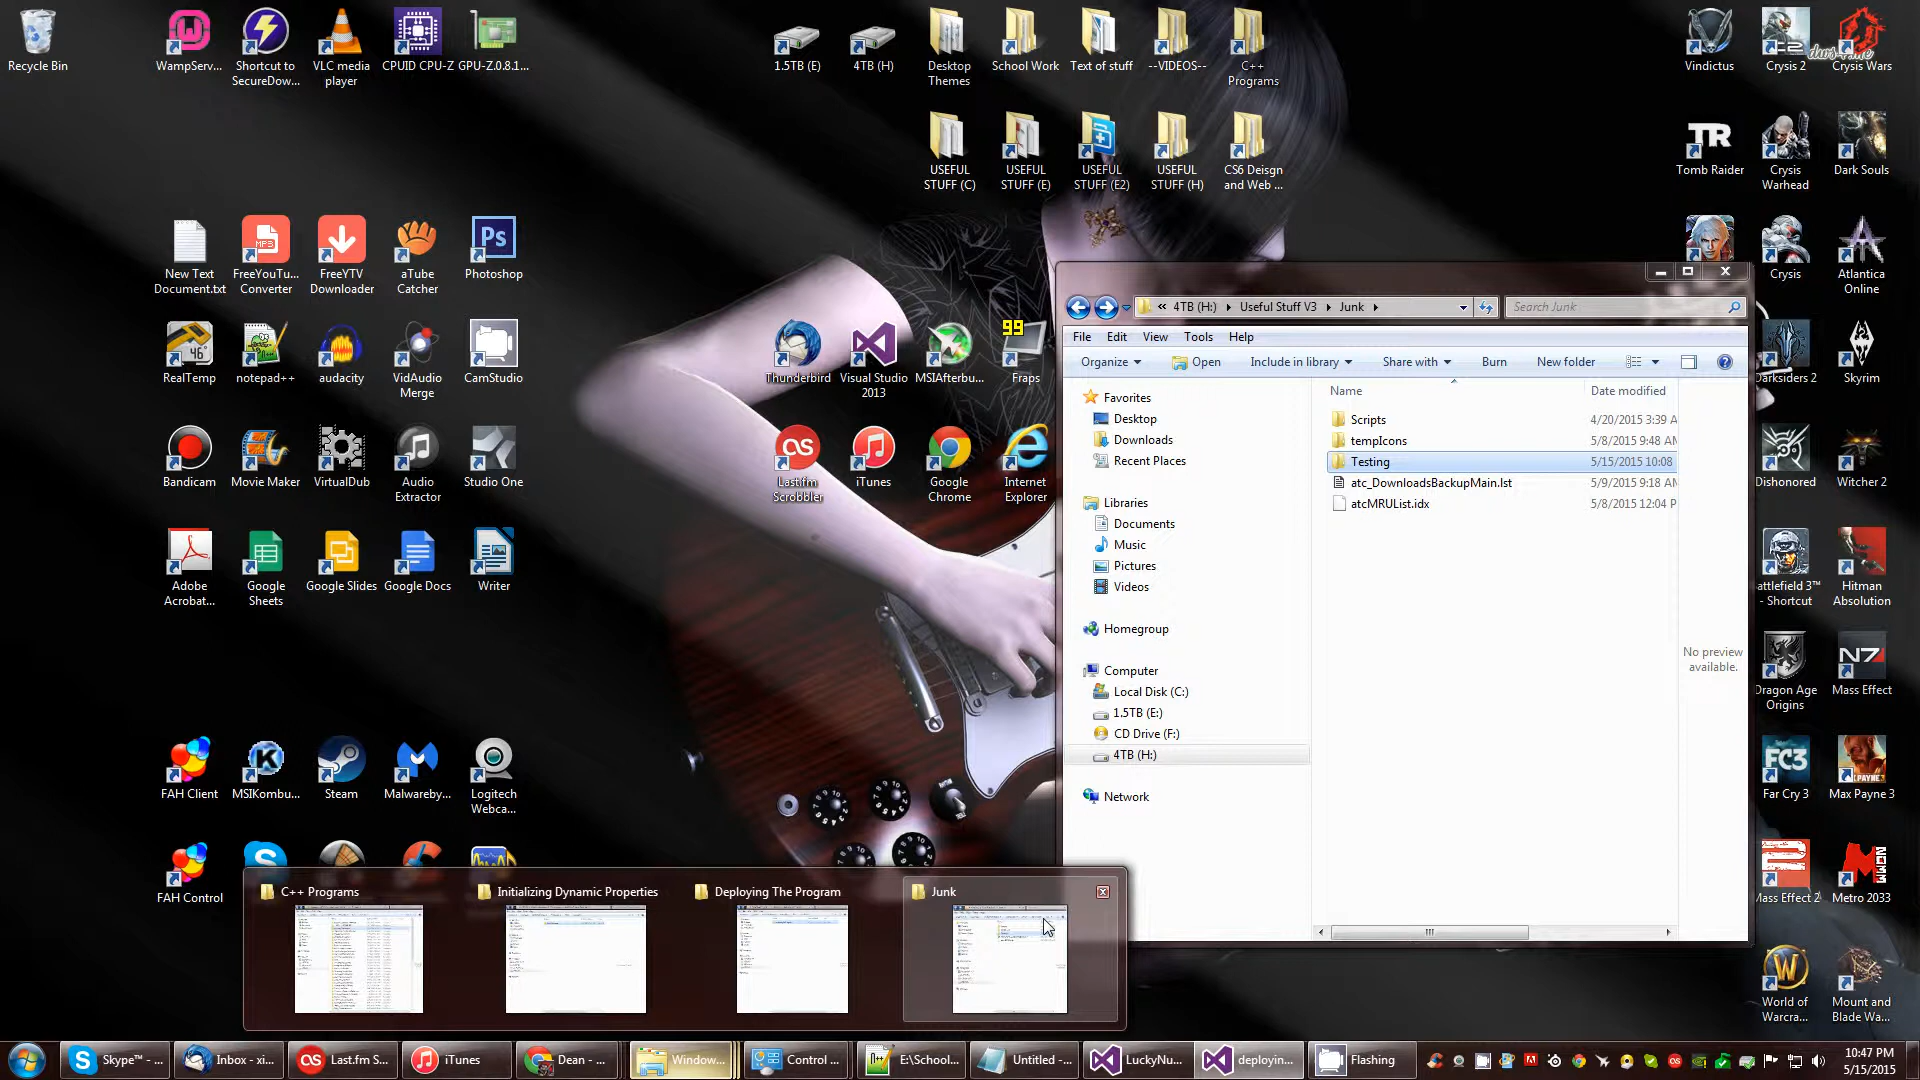 Recycle Bin
WampServ...
Shortcut to
SecureDow...
VLC media
player
CPUID CPU-Z
GPU-Z.0.8.1...
1.5TB (E)
4TB (H)
Desktop
Themes
School Work
Text of stuff
--VIDEOS--
C++
Programs
Vindictus
Crysis 2
Crysis Wars
USEFUL
STUFF (C)
USEFUL
STUFF (E)
USEFUL
STUFF (E2)
USEFUL
STUFF (H)
CS6 Deisgn
and Web ...
TR
Tomb Raider
Crysis
Warhead
Dark Souls
New Text
Document.txt
MP3
FreeYouTu...
Converter
FreeYTV
Downloader
aTube
Catcher
Ps
Photoshop
Crysis
Atlantica
Online
RealTemp
notepad++
audacity
VidAudio
Merge
CamStudio
Thunderbird
Visual Studio
2013
MSIAfterbu...
99
Fraps
Darksiders 2
Skyrim
Bandicam
Movie Maker
VirtualDub
Audio
Extractor
Studio One
Last.fm
Scrobbler
iTunes
Google
Chrome
Internet
Explorer
Dishonored
Witcher 2
Adobe
Acrobat...
Google
Sheets
Google Slides
Google Docs
Writer
attlefield 3™
- Shortcut
Hitman
Absolution
Dragon Age
Origins
N7
Mass Effect
FAH Client
MSIKombu...
Steam
Malwareby...
Logitech
Webca...
FC3
Far Cry 3
Max Payne 3
FAH Control
Mass Effect 2
Metro 2033
World of
Warcra...
Mount and
Blade Wa...
« 4TB (H:) Useful Stuff V3 Junk
Search Junk
File Edit View Tools Help
Organize Open Include in library Share with Burn New folder
Name Date modified
Favorites
Desktop
Downloads
Recent Places
Libraries
Documents
Music
Pictures
Videos
Homegroup
Computer
Local Disk (C:)
1.5TB (E:)
CD Drive (F:)
4TB (H:)
Network
Scripts 4/20/2015 3:39 A
tempIcons 5/8/2015 9:48 AM
Testing 5/15/2015 10:08
atc_DownloadsBackupMain.lst 5/9/2015 9:18 AM
atcMRUList.idx 5/8/2015 12:04 P
No preview
available.
C++ Programs
Initializing Dynamic Properties
Deploying The Program
Junk
Skype™ - ...
Inbox - xi...
Last.fm S...
iTunes
Dean - ...
Window...
Control ...
E:\School...
Untitled -...
LuckyNu...
deployin...
Flashing
10:47 PM
5/15/2015